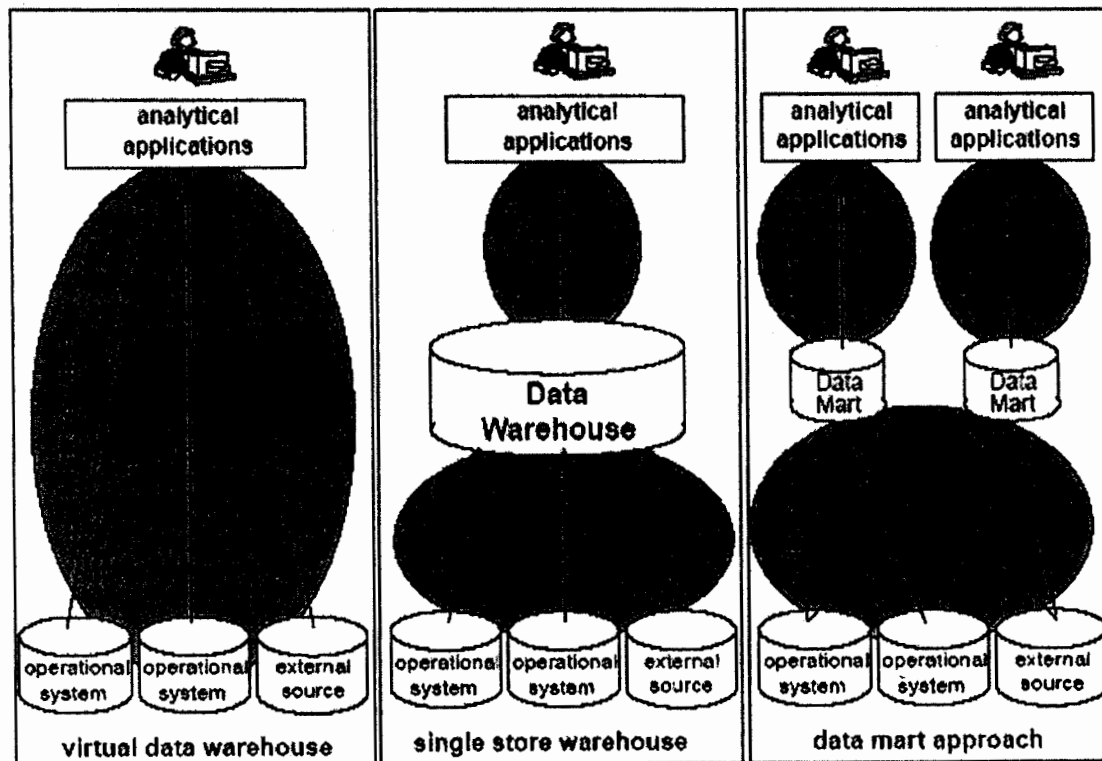 analytical
applications
operational
system
operational
system
external
source
virtual data warehouse
analytical
applications
Data
Warehouse
operational
system
operational
system
external
source
single store warehouse
analytical
applications
analytical
applications
Data
Mart
Data
Mart
operational
system
operational
system
external
source
data mart approach